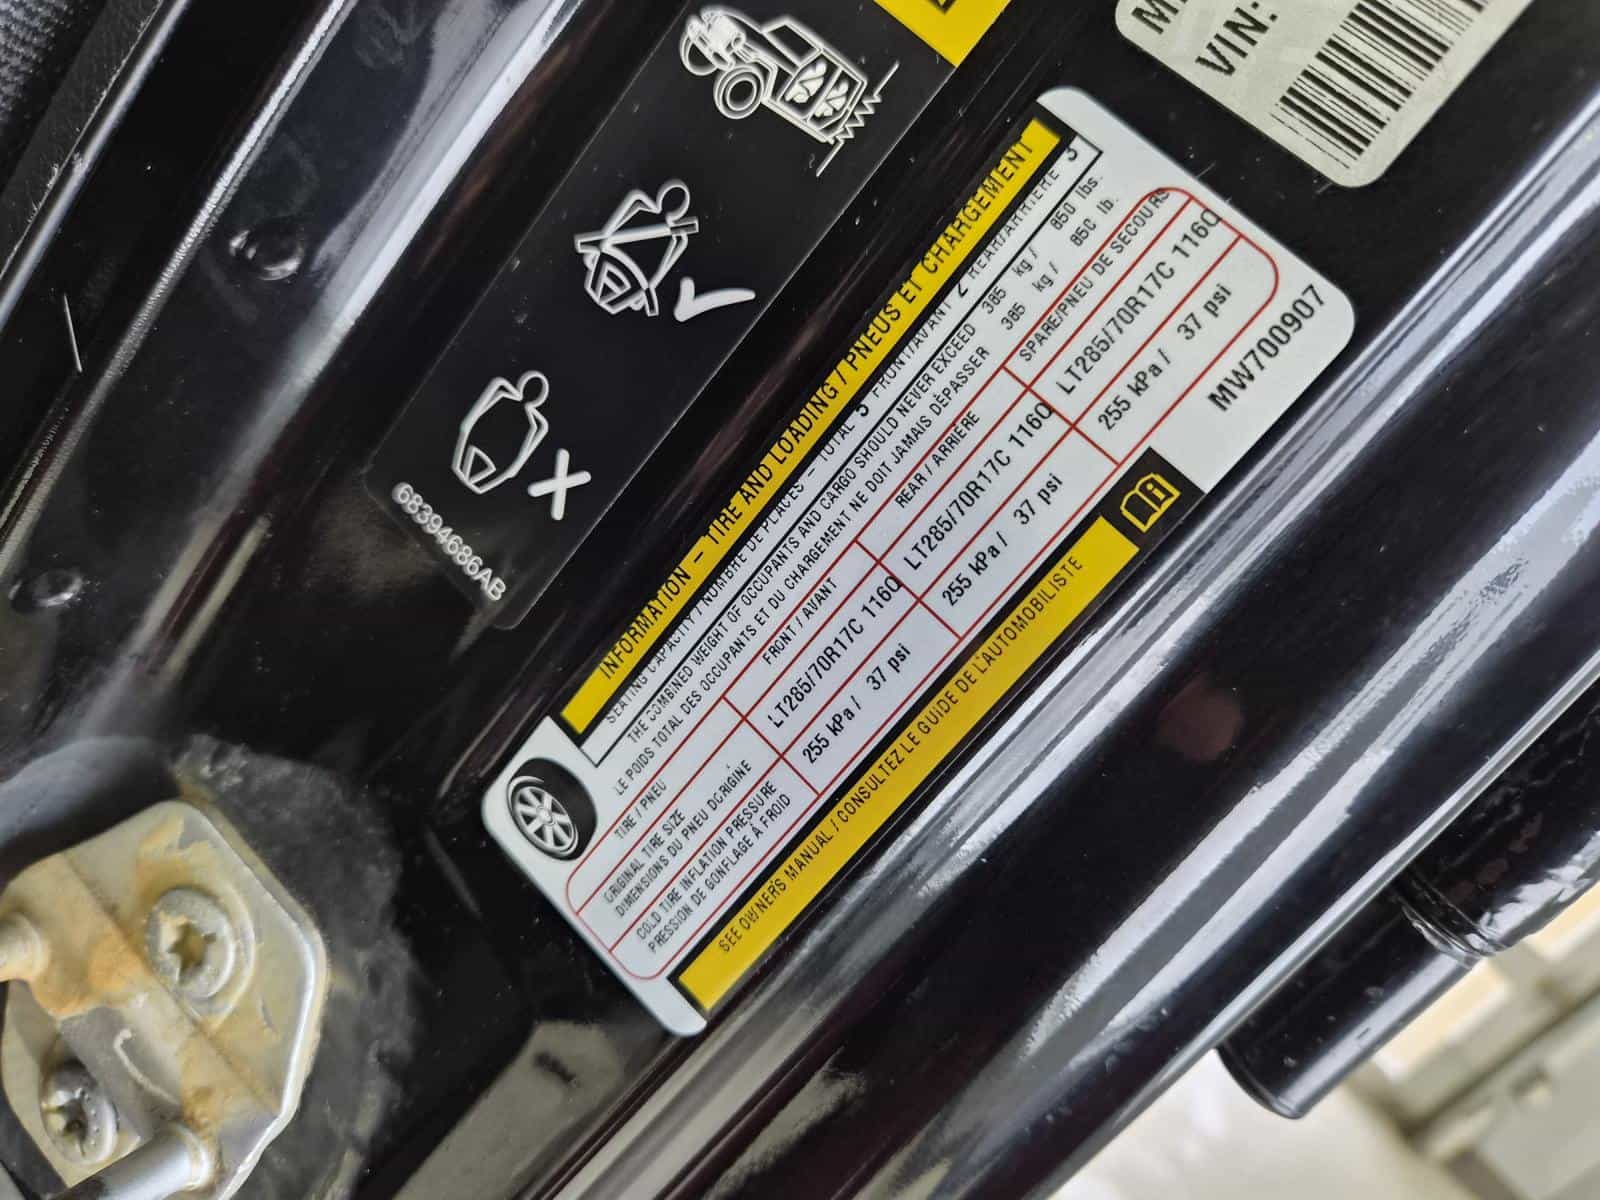 M
VIN:
68394686AB
INFORMATION – TIRE AND LOADING / PNEUS ET CHARGEMENT
SEATING CAPACITY / NOMBRE DE PLACES – TOTAL 5 FRONT/AVANT 2 REAR/ARRIÈRE 3
THE COMBINED WEIGHT OF OCCUPANTS AND CARGO SHOULD NEVER EXCEED 385 kg / 850 lbs.
LE POIDS TOTAL DES OCCUPANTS ET DU CHARGEMENT NE DOIT JAMAIS DÉPASSER 385 kg / 850 lb.
TIRE / PNEU FRONT / AVANT REAR / ARRIÈRE SPARE/PNEU DE SECOURS
ORIGINAL TIRE SIZE
DIMENSIONS DU PNEU D'ORIGINE
LT285/70R17C 116Q LT285/70R17C 116Q LT285/70R17C 116Q
COLD TIRE INFLATION PRESSURE
PRESSION DE GONFLAGE À FROID
255 kPa / 37 psi 255 kPa / 37 psi 255 kPa / 37 psi
SEE OWNER'S MANUAL / CONSULTEZ LE GUIDE DE L'AUTOMOBILISTE
MW700907